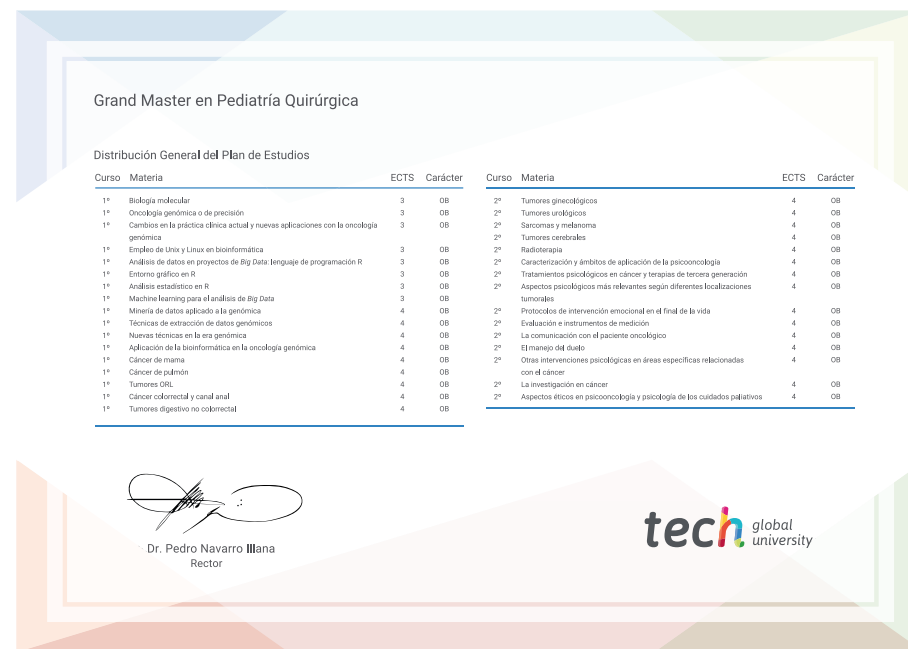 Grand Master en Pediatría Quirúrgica
Distribución General del Plan de Estudios
Curso Materia ECTS Carácter
1º Biología molecular 3 OB
1º Oncología genómica o de precisión 3 OB
1º Cambios en la práctica clínica actual y nuevas aplicaciones con la oncología 3 OB
genómica
1º Empleo de Unix y Linux en bioinformática 3 OB
1º Análisis de datos en proyectos de Big Data: lenguaje de programación R 3 OB
1º Entorno gráfico en R 3 OB
1º Análisis estadístico en R 3 OB
1º Machine learning para el análisis de Big Data 3 OB
1º Minería de datos aplicado a la genómica 4 OB
1º Técnicas de extracción de datos genómicos 4 OB
1º Nuevas técnicas en la era genómica 4 OB
1º Aplicación de la bioinformática en la oncología genómica 4 OB
1º Cáncer de mama 4 OB
1º Cáncer de pulmón 4 OB
1º Tumores ORL 4 OB
1º Cáncer colorrectal y canal anal 4 OB
1º Tumores digestivo no colorrectal 4 OB
Curso Materia ECTS Carácter
2º Tumores ginecológicos 4 OB
2º Tumores urológicos 4 OB
2º Sarcomas y melanoma 4 OB
2º Tumores cerebrales 4 OB
2º Radioterapia 4 OB
2º Caracterización y ámbitos de aplicación de la psicooncología 4 OB
2º Tratamientos psicológicos en cáncer y terapias de tercera generación 4 OB
2º Aspectos psicológicos más relevantes según diferentes localizaciones 4 OB
tumorales
2º Protocolos de intervención emocional en el final de la vida 4 OB
2º Evaluación e instrumentos de medición 4 OB
2º La comunicación con el paciente oncológico 4 OB
2º El manejo del duelo 4 OB
2º Otras intervenciones psicológicas en áreas específicas relacionadas 4 OB
con el cáncer
2º La investigación en cáncer 4 OB
2º Aspectos éticos en psicooncología y psicología de los cuidados paliativos 4 OB
Dr. Pedro Navarro Illana
Rector
tech global
university